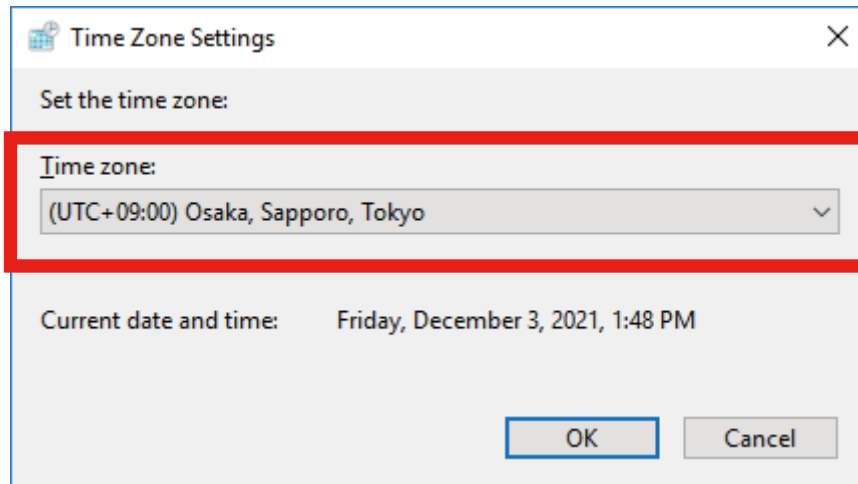 Time Zone Settings
Set the time zone:
Time zone:
(UTC+09:00) Osaka, Sapporo, Tokyo
Current date and time: Friday, December 3, 2021, 1:48 PM
OK Cancel